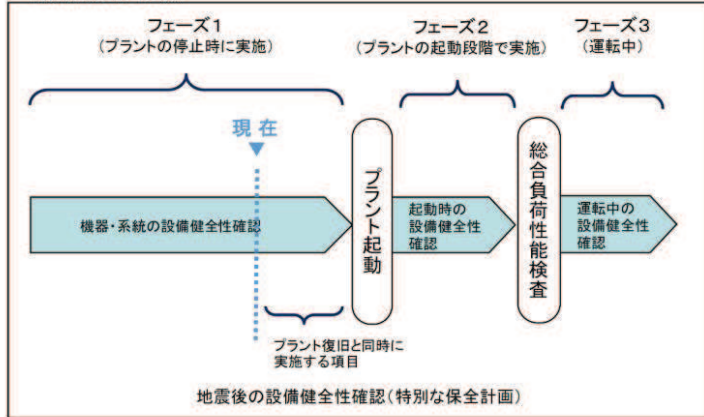 フェーズ1
(プラントの停止時に実施)
フェーズ2
(プラントの起動段階で実施)
フェーズ3
(運転中)
現在
機器・系統の設備健全性確認
プラント起動
起動時の
設備健全性
確認
総合負荷性能検査
運転中の
設備健全性
確認
プラント復旧と同時に
実施する項目
地震後の設備健全性確認(特別な保全計画)